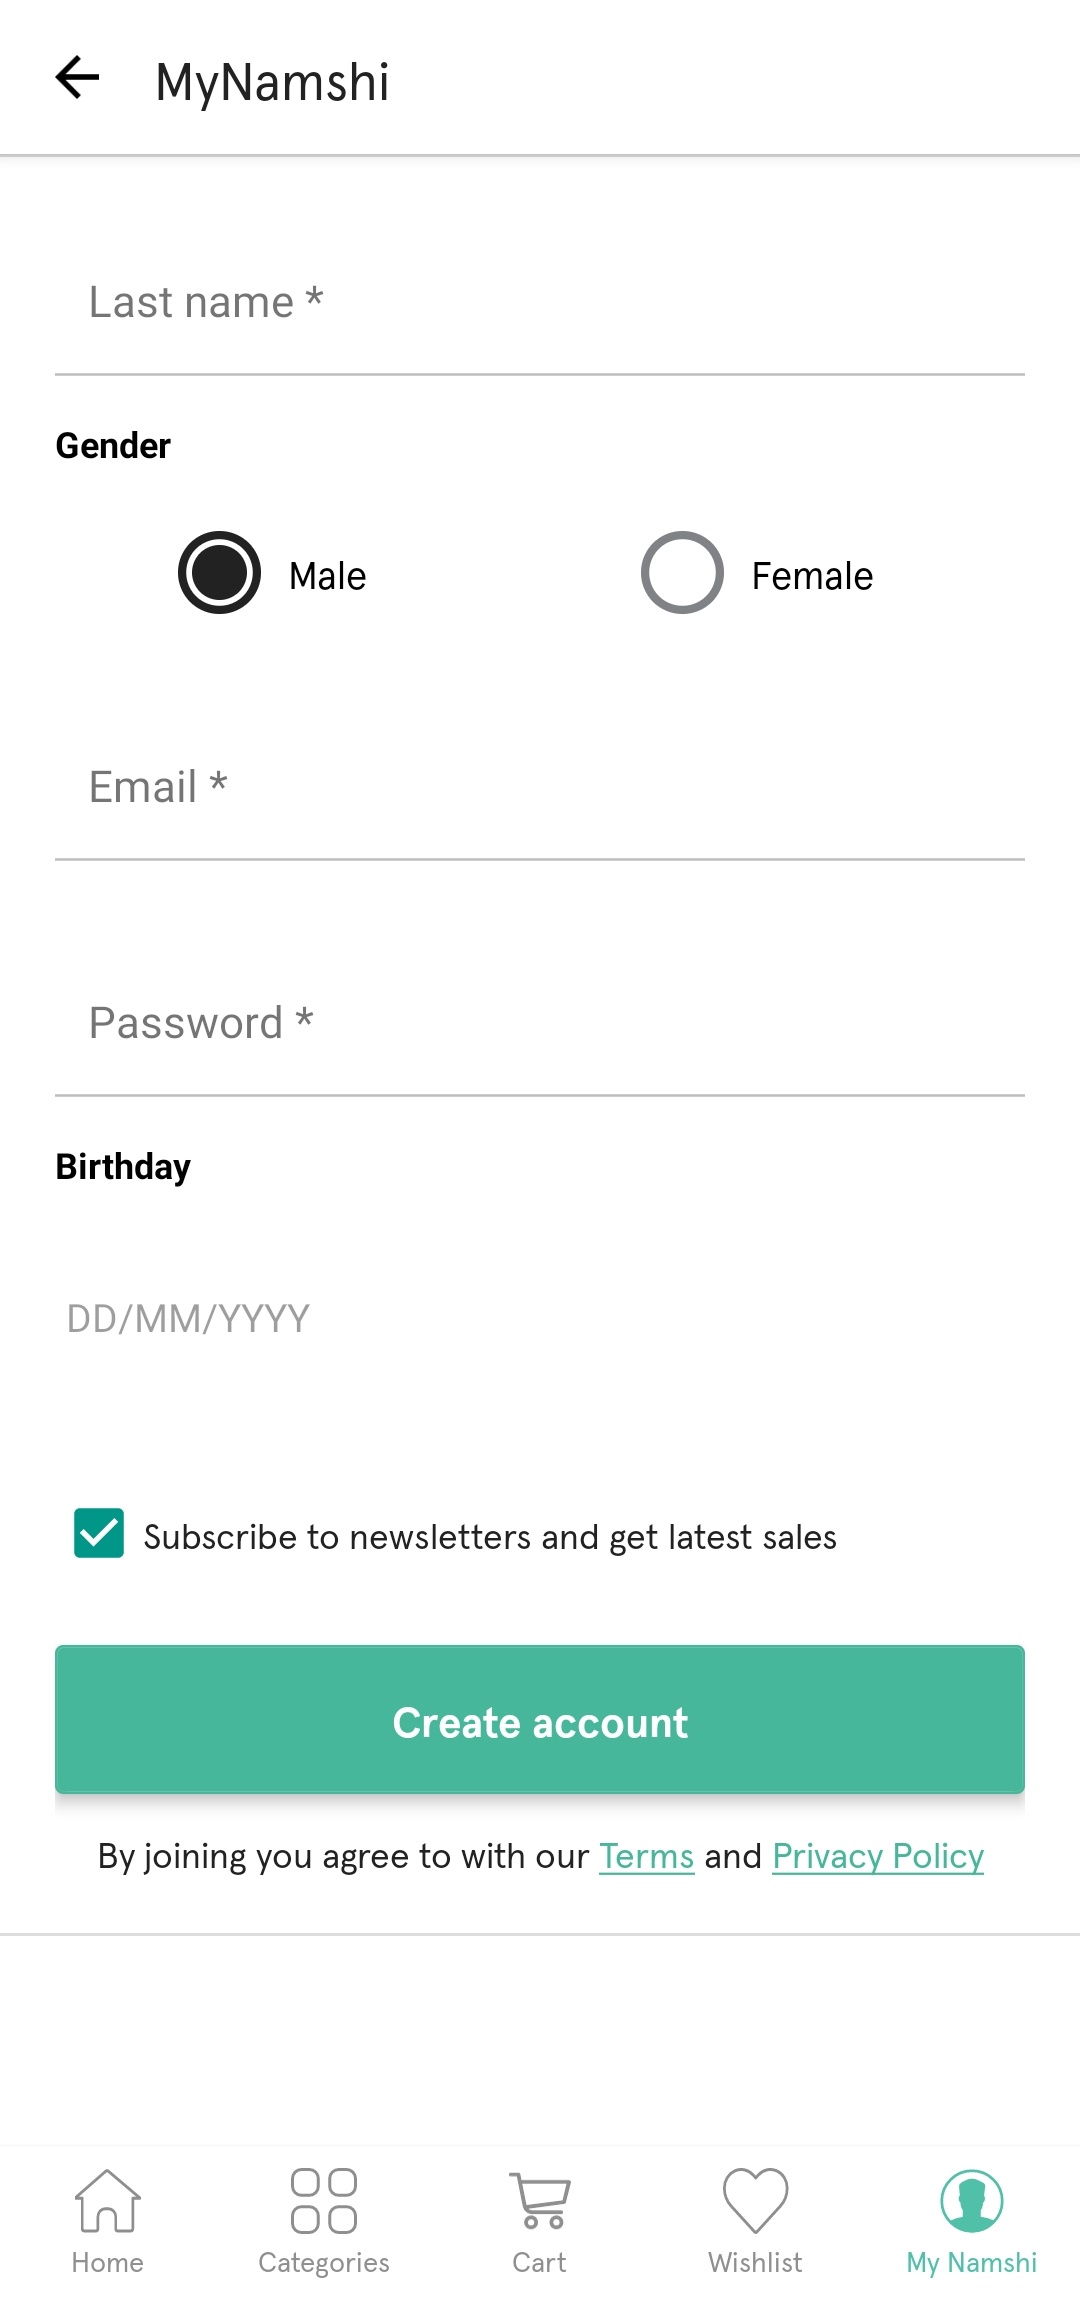 MyNamshi
Last name *
Gender
Male Female
Email *
Password *
Birthday
DD/MM/YYYY
Subscribe to newsletters and get latest sales
Create account
By joining you agree to with our Terms and Privacy Policy
Home Categories Cart Wishlist My Namshi